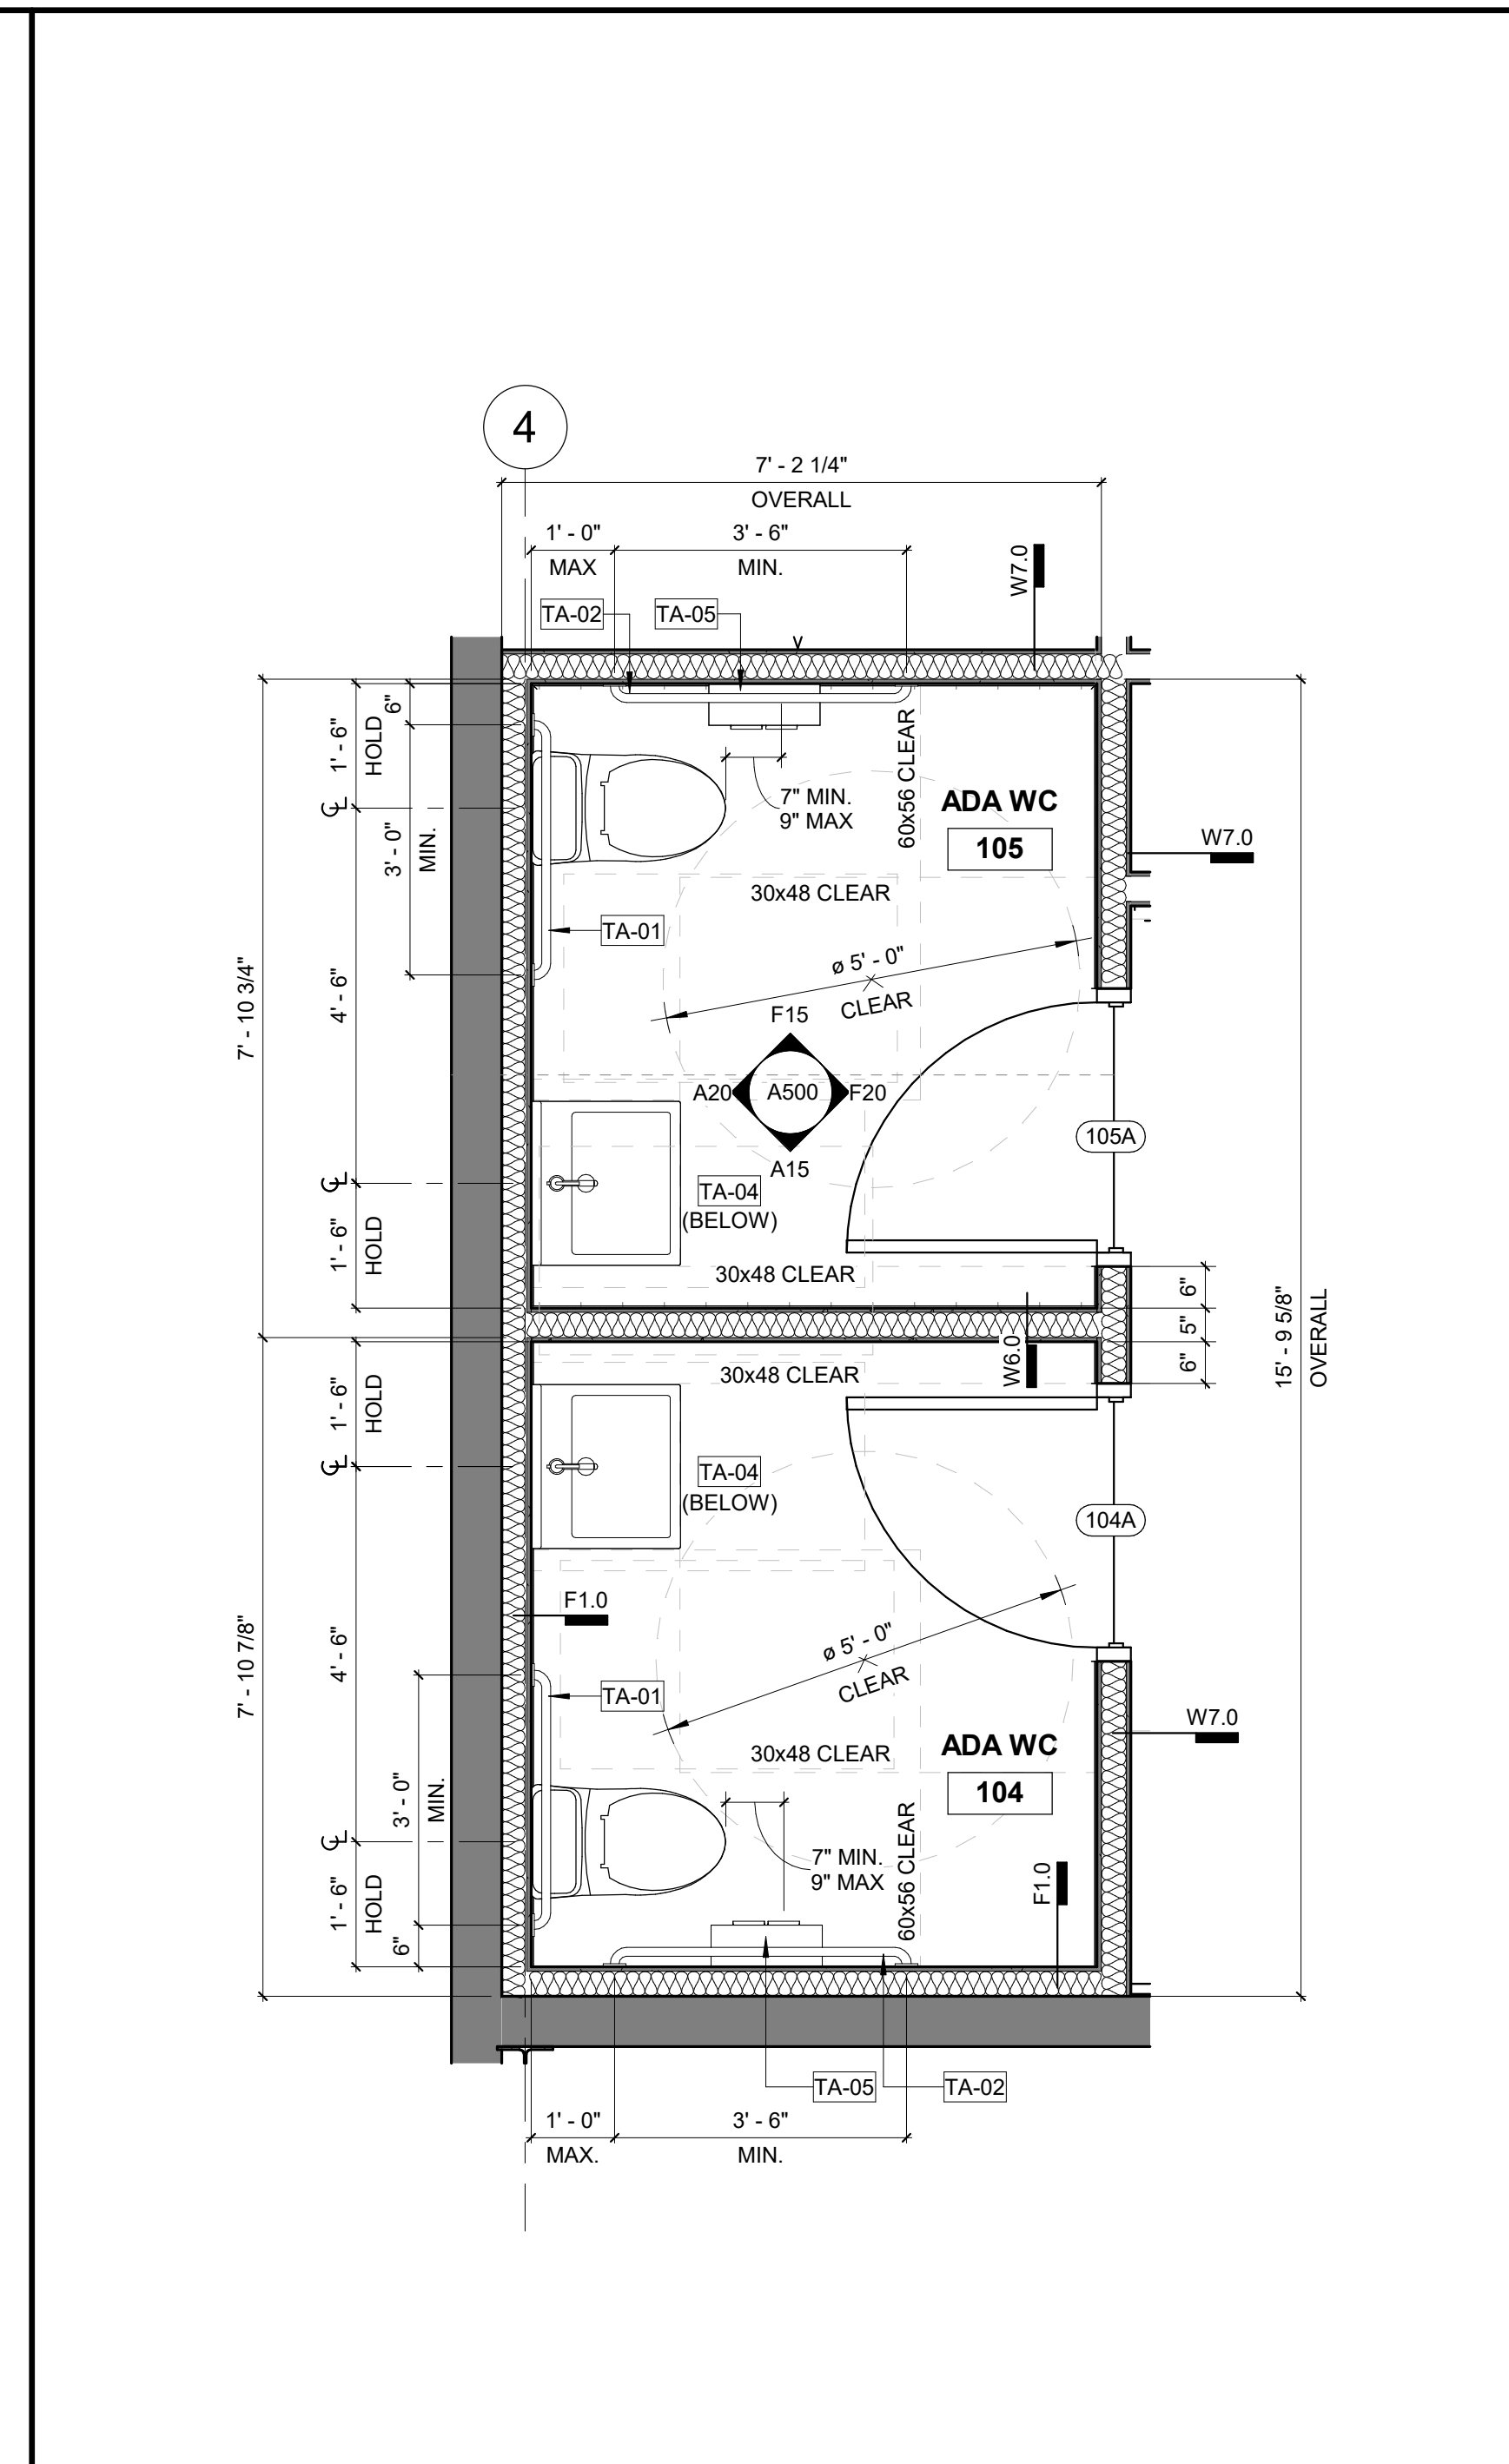 4
7' - 2 1/4"
OVERALL
1' - 0"
MAX
3' - 6"
MIN.
W7.0
TA-02
TA-05
6"
1' - 6"
HOLD
CL
3' - 0"
MIN.
7" MIN.
9" MAX
60x56 CLEAR
ADA WC
105
W7.0
30x48 CLEAR
TA-01
ø 5' - 0"
CLEAR
7' - 10 3/4"
4' - 6"
F15
A20
A500
F20
A15
105A
CL
TA-04
(BELOW)
1' - 6"
HOLD
30x48 CLEAR
6"
5"
6"
15' - 9 5/8"
OVERALL
W6.0
30x48 CLEAR
1' - 6"
HOLD
CL
TA-04
(BELOW)
104A
F1.0
7' - 10 7/8"
4' - 6"
ø 5' - 0"
CLEAR
TA-01
W7.0
ADA WC
104
30x48 CLEAR
3' - 0"
MIN.
CL
7" MIN.
9" MAX
60x56 CLEAR
F1.0
1' - 6"
HOLD
6"
TA-05
TA-02
1' - 0"
MAX.
3' - 6"
MIN.